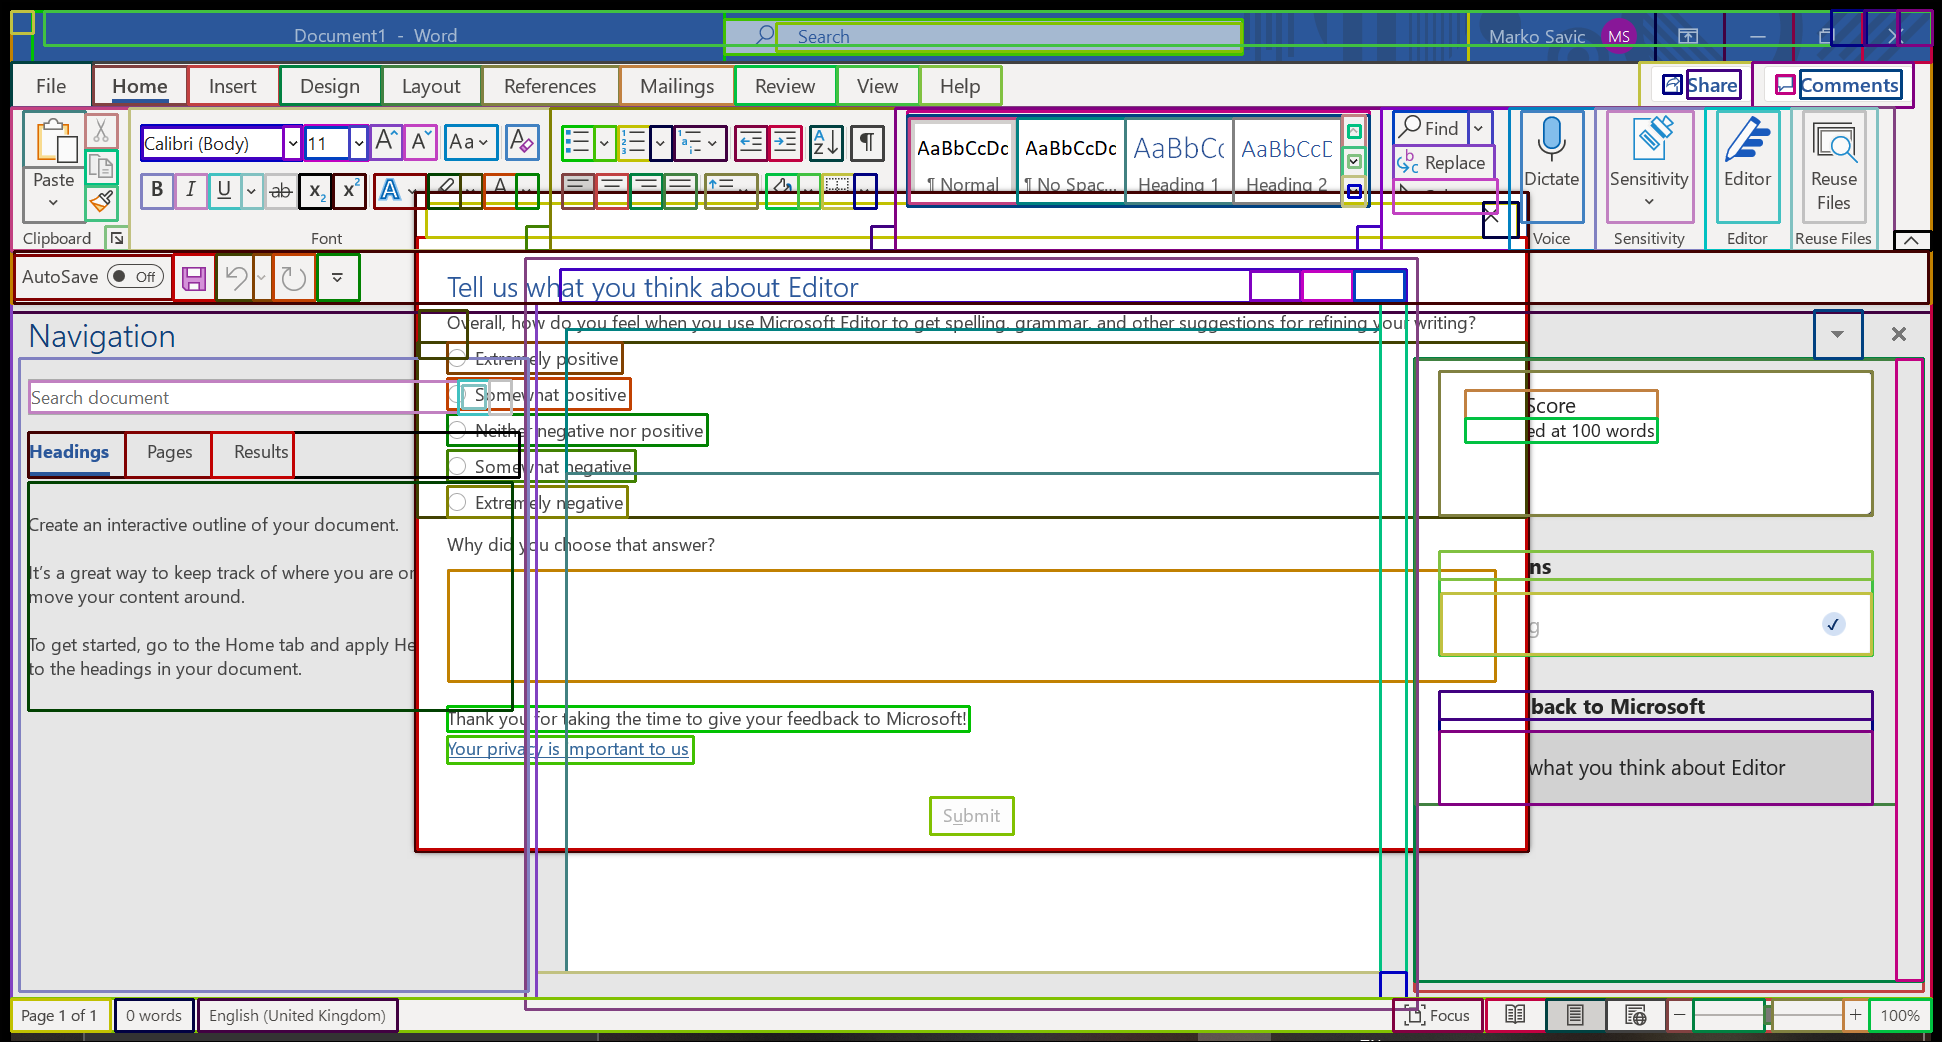 Document1 - Word
Search
Marko Savic
MS
File
Home
Insert
Design
Layout
References
Mailings
Review
View
Help
Share
Comments
Paste
Clipboard
Calibri (Body)
11
Aa
B
I
U
ab
Font
AaBbCcDc
¶ Normal
AaBbCcDc
¶ No Spac...
AaBbCc
Heading 1
AaBbCcD
Heading 2
Find
Replace
Dictate
Voice
Sensitivity
Sensitivity
Editor
Editor
Reuse
Files
Reuse Files
AutoSave
Off
Navigation
Search document
Headings
Pages
Results
Create an interactive outline of your document.
It's a great way to keep track of where you are or
move your content around.
To get started, go to the Home tab and apply He
to the headings in your document.
Tell us what you think about Editor
Overall, how do you feel when you use Microsoft Editor to get spelling, grammar, and other suggestions for refining your writing?
Extremely positive
Somewhat positive
Neither negative nor positive
Somewhat negative
Extremely negative
Why did you choose that answer?
Thank you for taking the time to give your feedback to Microsoft!
Your privacy is important to us
Submit
Score
ed at 100 words
ns
g
back to Microsoft
what you think about Editor
Page 1 of 1
0 words
English (United Kingdom)
Focus
100%